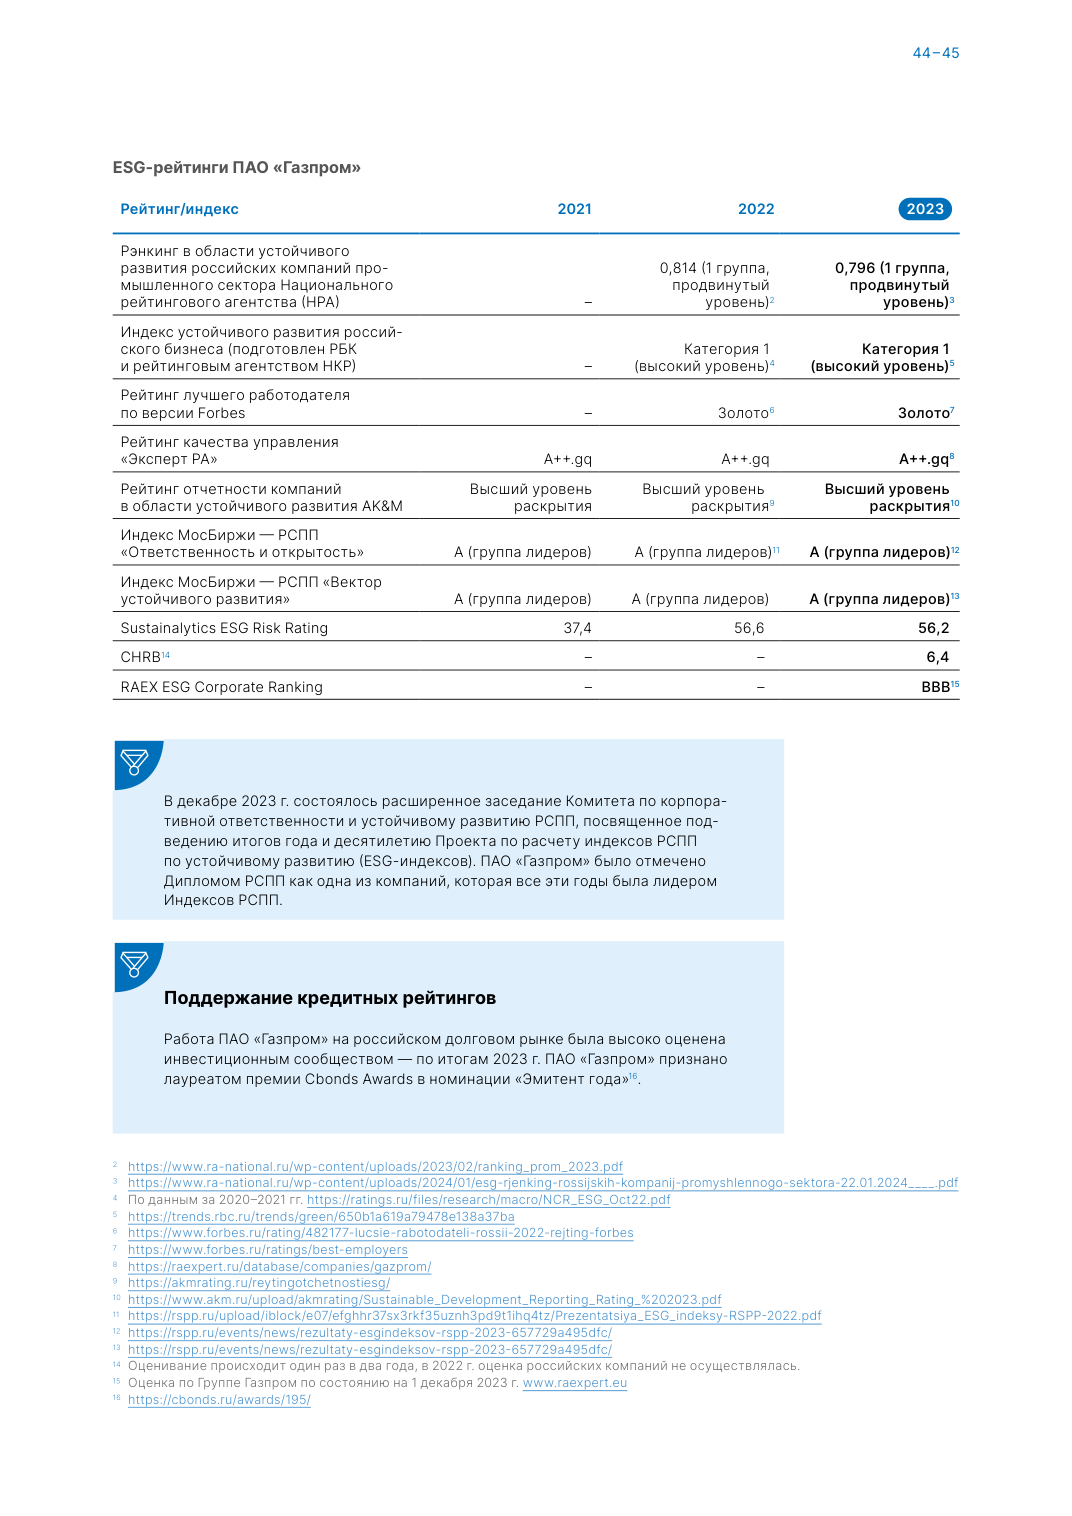 44–45
ESG-рейтинги ПАО «Газпром»
Рейтинг/индекс 2021 2022 2023
Рэнкинг в области устойчивого
развития российских компаний про- 0,814 (1 группа, 0,796 (1 группа,
мышленного сектора Национального продвинутый продвинутый
рейтингового агентства (НРА) – уровень)2 уровень)3
Индекс устойчивого развития россий-
ского бизнеса (подготовлен РБК Категория 1 Категория 1
и рейтинговым агентством НКР) – (высокий уровень)4 (высокий уровень)5
Рейтинг лучшего работодателя
по версии Forbes – Золото6 Золото7
Рейтинг качества управления
«Эксперт РА» A++.gq A++.gq A++.gq8
Рейтинг отчетности компаний Высший уровень Высший уровень Высший уровень
в области устойчивого развития AK&M раскрытия раскрытия9 раскрытия10
Индекс МосБиржи — РСПП
«Ответственность и открытость» А (группа лидеров) А (группа лидеров)11 А (группа лидеров)12
Индекс МосБиржи — РСПП «Вектор
устойчивого развития» А (группа лидеров) А (группа лидеров) А (группа лидеров)13
Sustainalytics ESG Risk Rating 37,4 56,6 56,2
CHRB14 – – 6,4
RAEX ESG Corporate Ranking – – BBB15
В декабре 2023 г. состоялось расширенное заседание Комитета по корпора-
тивной ответственности и устойчивому развитию РСПП, посвященное под-
ведению итогов года и десятилетию Проекта по расчету индексов РСПП
по устойчивому развитию (ESG-индексов). ПАО «Газпром» было отмечено
Дипломом РСПП как одна из компаний, которая все эти годы была лидером
Индексов РСПП.
Поддержание кредитных рейтингов
Работа ПАО «Газпром» на российском долговом рынке была высоко оценена
инвестиционным сообществом — по итогам 2023 г. ПАО «Газпром» признано
лауреатом премии Cbonds Awards в номинации «Эмитент года»16.
2 https://www.ra-national.ru/wp-content/uploads/2023/02/ranking_prom_2023.pdf
3 https://www.ra-national.ru/wp-content/uploads/2024/01/esg-rjenking-rossijskih-kompanij-promyshlennogo-sektora-22.01.2024____.pdf
4 По данным за 2020–2021 гг. https://ratings.ru/files/research/macro/NCR_ESG_Oct22.pdf
5 https://trends.rbc.ru/trends/green/650b1a619a79478e138a37ba
6 https://www.forbes.ru/rating/482177-lucsie-rabotodateli-rossii-2022-rejting-forbes
7 https://www.forbes.ru/ratings/best-employers
8 https://raexpert.ru/database/companies/gazprom/
9 https://akmrating.ru/reytingotchetnostiesg/
10 https://www.akm.ru/upload/akmrating/Sustainable_Development_Reporting_Rating_%202023.pdf
11 https://rspp.ru/upload/iblock/e07/efghhr37sx3rkf35uznh3pd9t1ihq4tz/Prezentatsiya_ESG_indeksy-RSPP-2022.pdf
12 https://rspp.ru/events/news/rezultaty-esgindeksov-rspp-2023-657729a495dfc/
13 https://rspp.ru/events/news/rezultaty-esgindeksov-rspp-2023-657729a495dfc/
14 Оценивание происходит один раз в два года, в 2022 г. оценка российских компаний не осуществлялась.
15 Оценка по Группе Газпром по состоянию на 1 декабря 2023 г. www.raexpert.eu
16 https://cbonds.ru/awards/195/